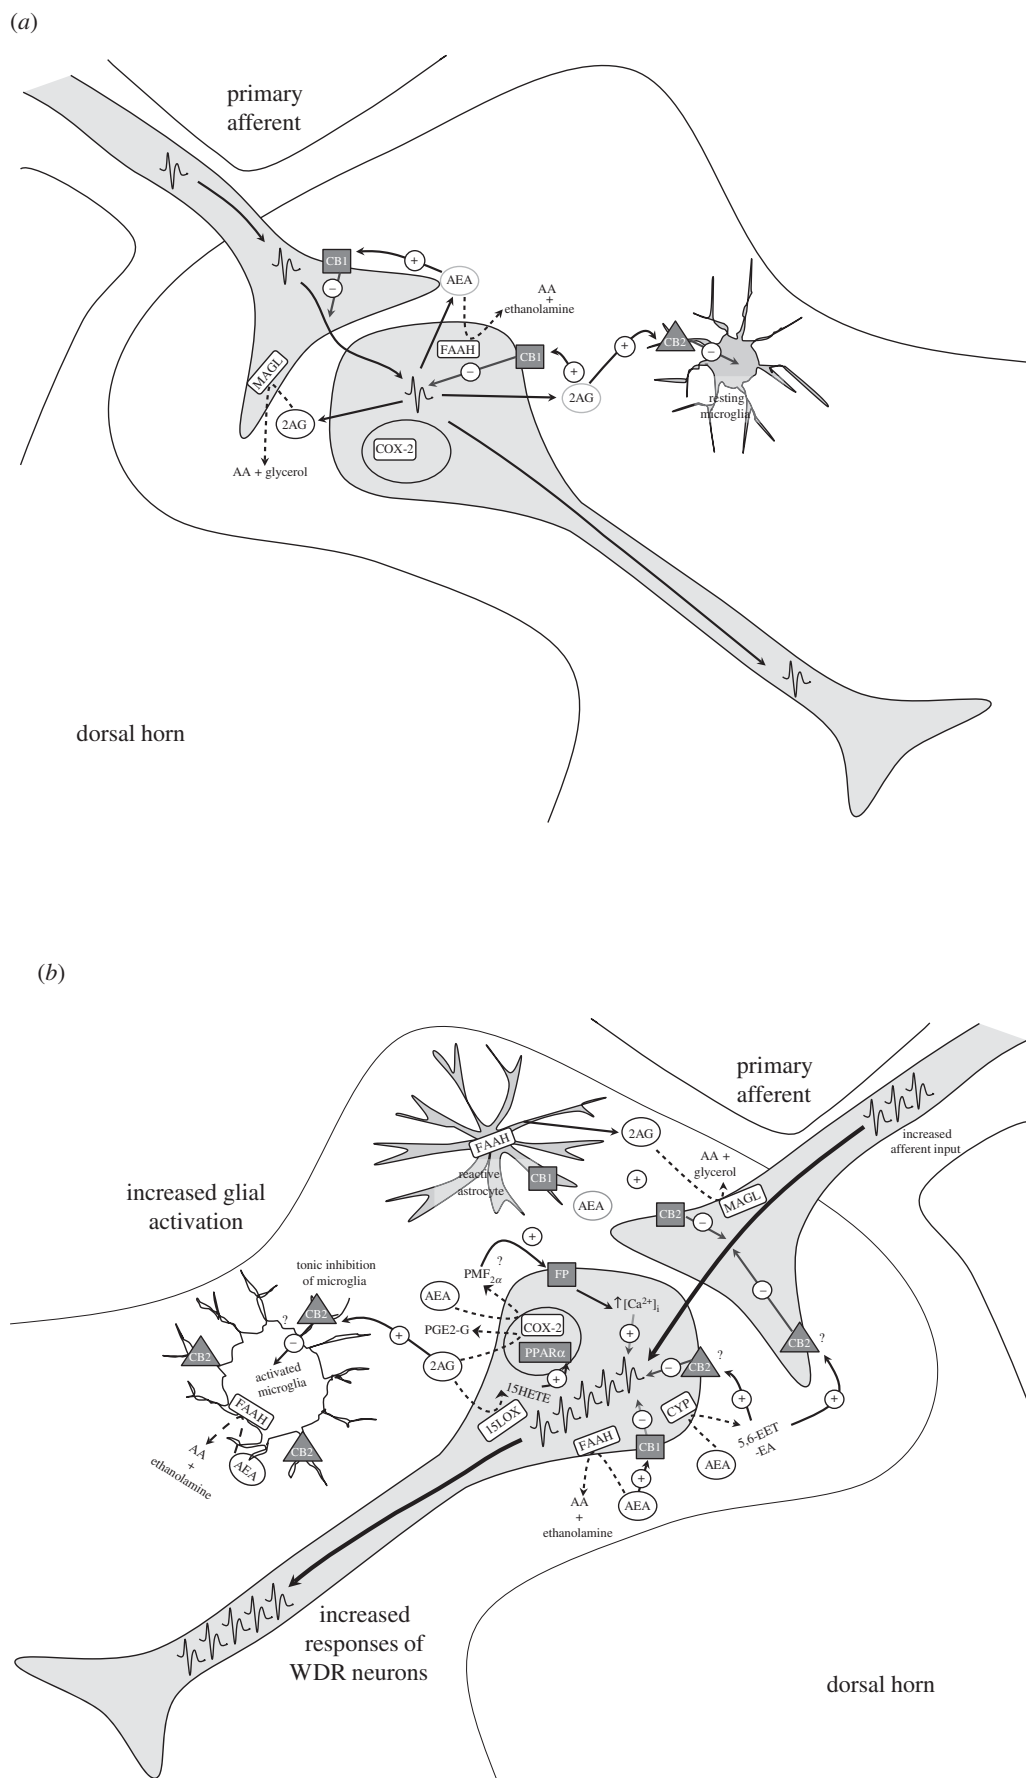 (a)
primary
afferent
CB1
+
AEA
−
AA
+
ethanolamine
FAAH
CB1
+
−
+
CB2
−
MAGL
2AG
2AG
resting
microglia
COX-2
AA + glycerol
dorsal horn
(b)
primary
afferent
increased
afferent input
2AG
FAAH
AA +
glycerol
reactive
astrocyte
CB1
+
MAGL
increased glial
activation
AEA
CB2
−
+
tonic inhibition
of microglia
?
PMF2α
FP
↑[Ca2+]i
−
AEA
CB2
?
−
COX-2
PGE2-G
+
+
CB2
?
CB2
PPARα
2AG
−
CB2
?
activated
microglia
15HETE
+
+
+
FAAH
15LOX
CYP
−
5,6-EET
-EA
FAAH
CB1
AA
+
ethanolamine
AEA
CB2
AEA
+
AA
+
ethanolamine
AEA
increased
responses of
WDR neurons
dorsal horn